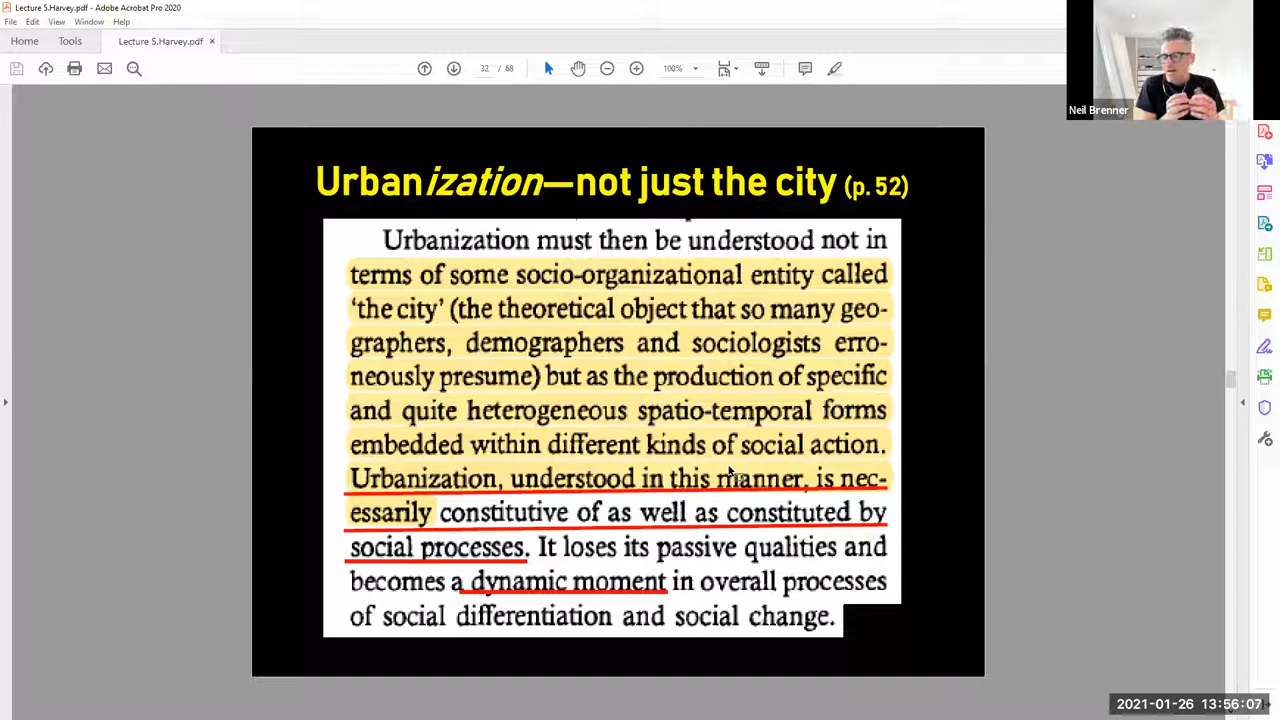 Lecture 5.Harvey.pdf - Adobe Acrobat Pro 2020
File Edit View Window Help
Home Tools Lecture 5.Harvey.pdf ×
32 / 68 100%
Neil Brenner
Urbanization—not just the city (p. 52)
Urbanization must then be understood not in
terms of some socio-organizational entity called
‘the city’ (the theoretical object that so many geo-
graphers, demographers and sociologists erro-
neously presume) but as the production of specific
and quite heterogeneous spatio-temporal forms
embedded within different kinds of social action.
Urbanization, understood in this manner, is nec-
essarily constitutive of as well as constituted by
social processes. It loses its passive qualities and
becomes a dynamic moment in overall processes
of social differentiation and social change.
2021-01-26 13:56:07